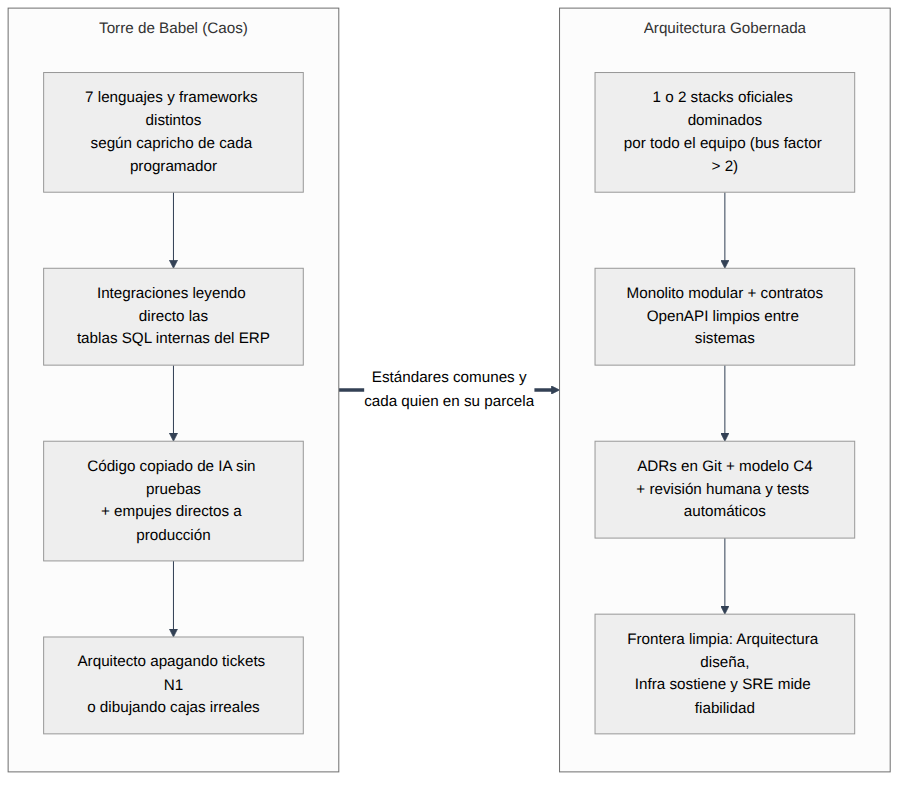 Torre de Babel (Caos)
7 lenguajes y frameworks
distintos
según capricho de cada
programador
Integraciones leyendo
directo las
tablas SQL internas del ERP
Código copiado de IA sin
pruebas
+ empujes directos a
producción
Arquitecto apagando tickets
N1
o dibujando cajas irreales
Estándares comunes y
cada quien en su parcela
Arquitectura Gobernada
1 o 2 stacks oficiales
dominados
por todo el equipo (bus factor
> 2)
Monolito modular + contratos
OpenAPI limpios entre
sistemas
ADRs en Git + modelo C4
+ revisión humana y tests
automáticos
Frontera limpia: Arquitectura
diseña,
Infra sostiene y SRE mide
fiabilidad